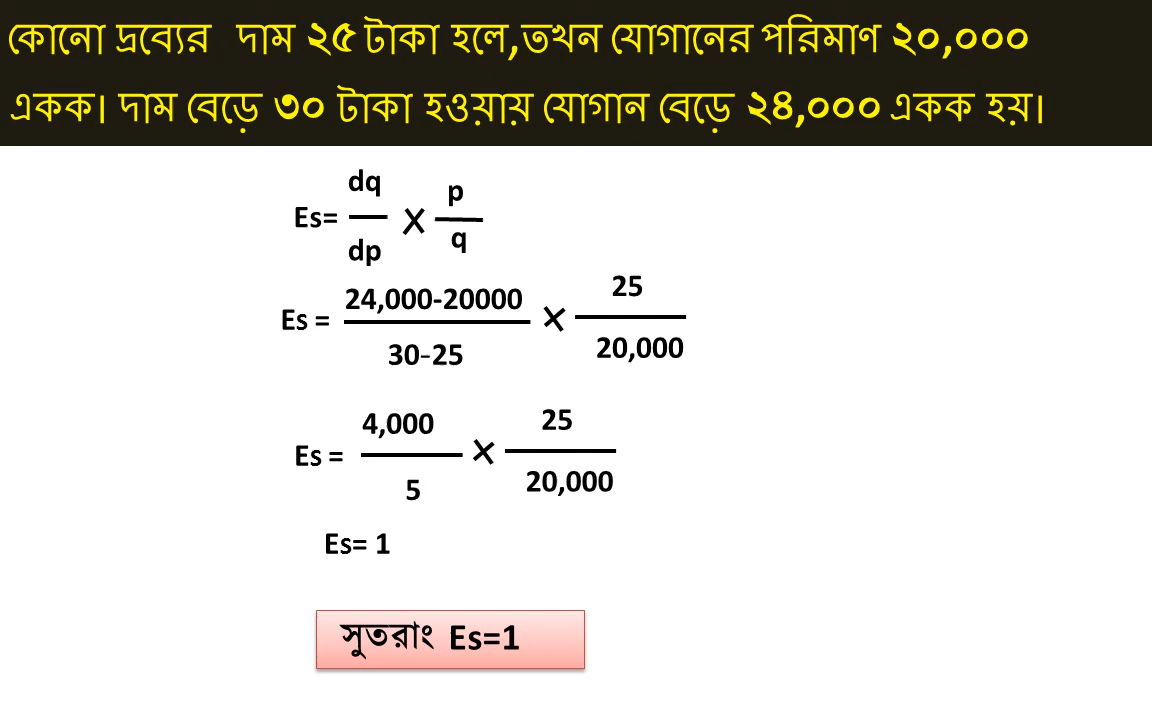 কোনো দ্রব্যের দাম ২৫ টাকা হলে,তখন যোগানের পরিমাণ ২০,০০০
একক। দাম বেড়ে ৩০ টাকা হওয়ায় যোগান বেড়ে ২৪,০০০ একক হয়।
dq p
Es= ×
dp q
24,000-20000 25
Es = ×
30-25 20,000
4,000 25
Es = ×
5 20,000
Es= 1
সুতরাং Es=1